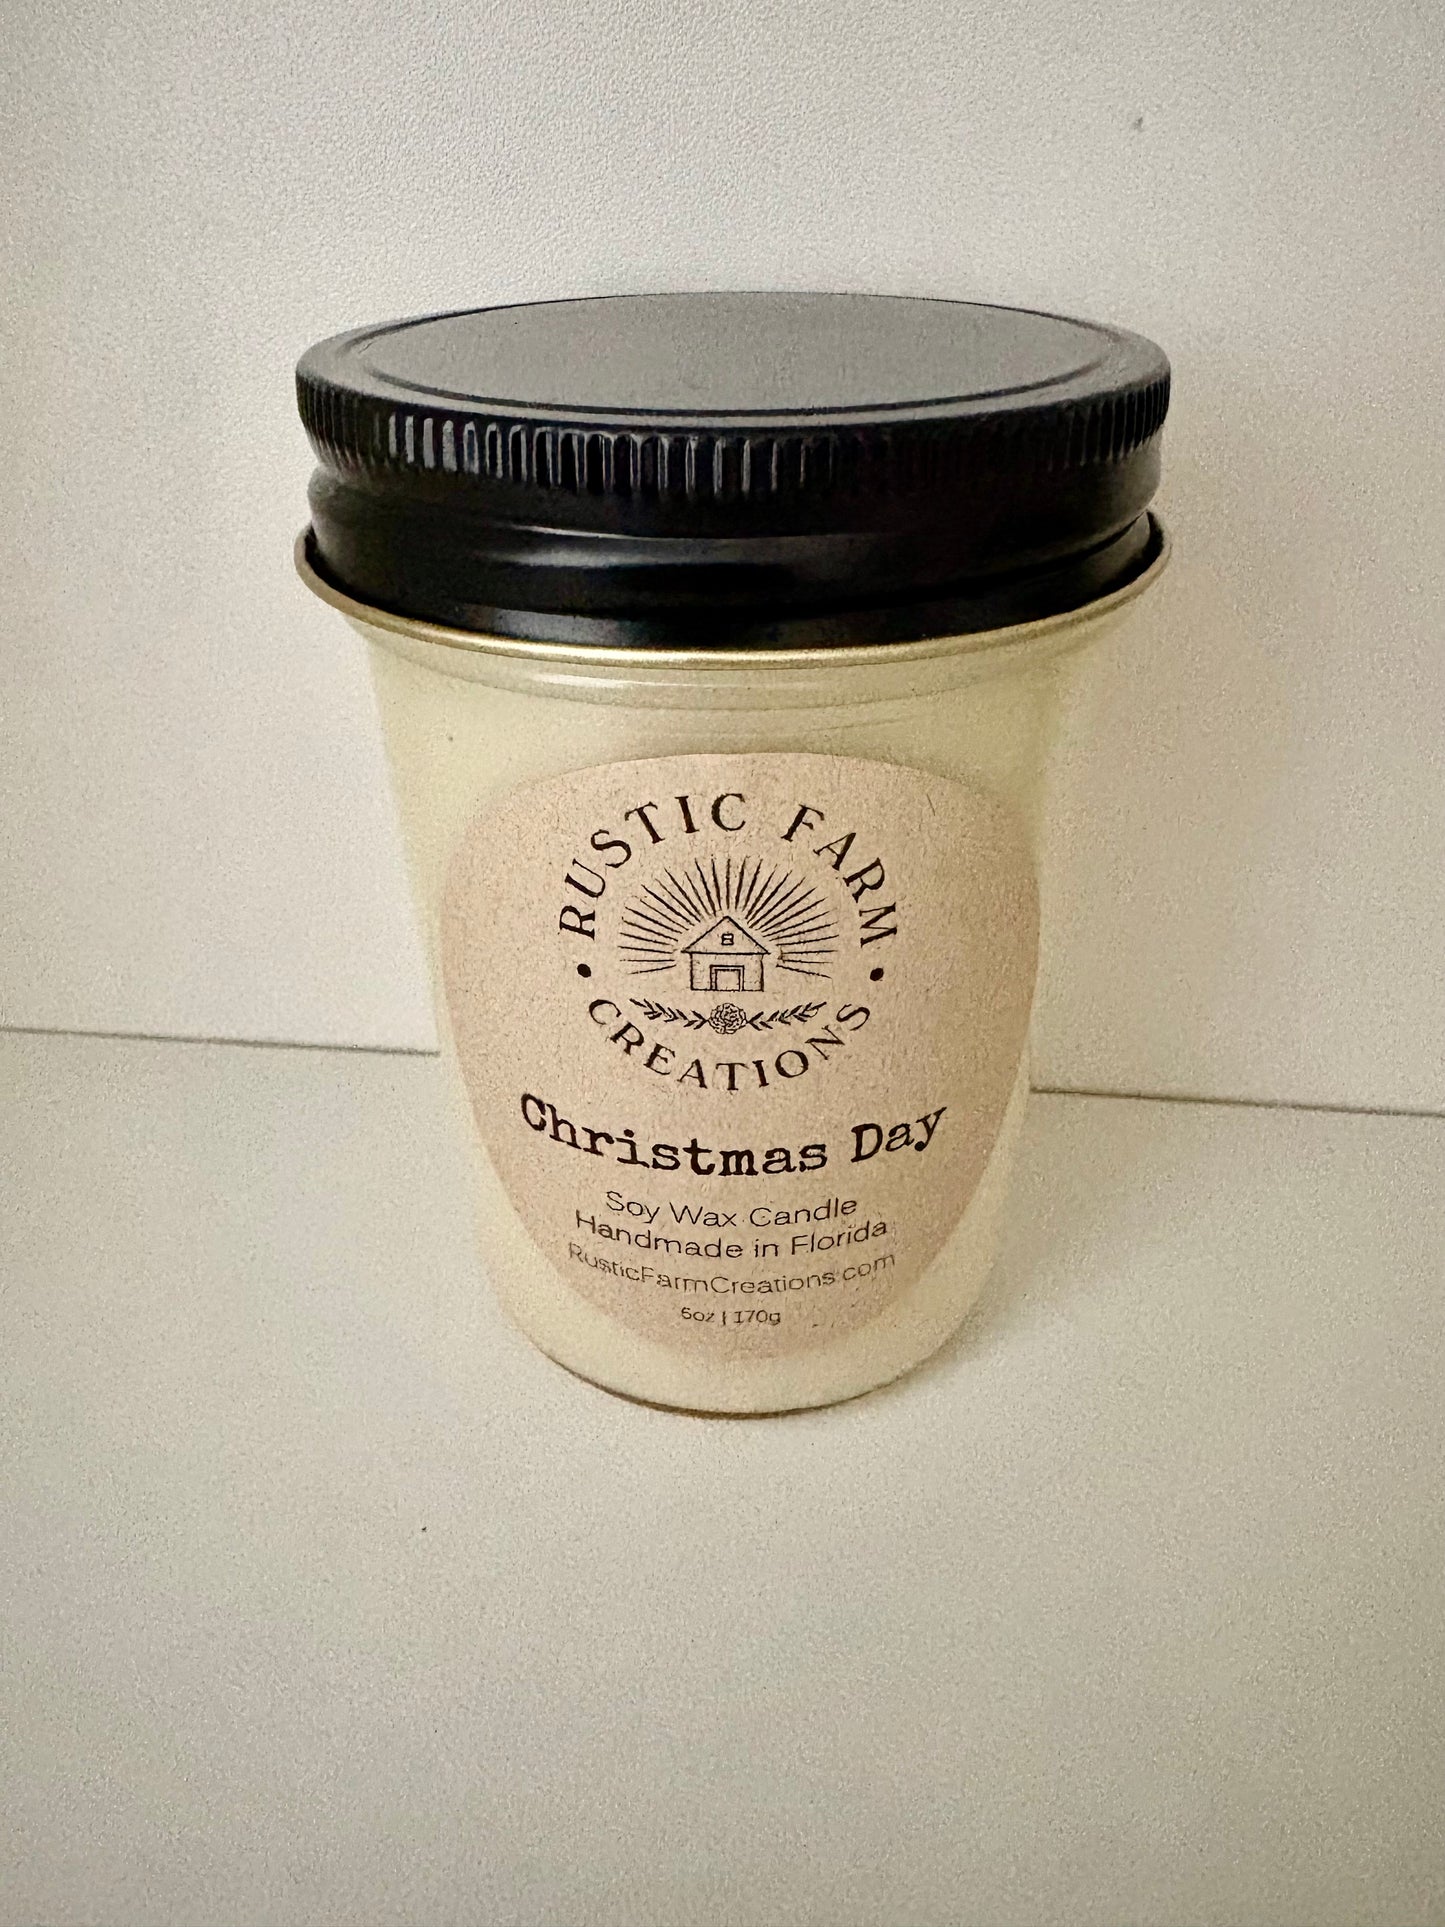 RUSTIC FARM
• CREATIONS •
Christmas Day
Soy Wax Candle
Handmade in Florida
RusticFarmCreations.com
6oz | 170g